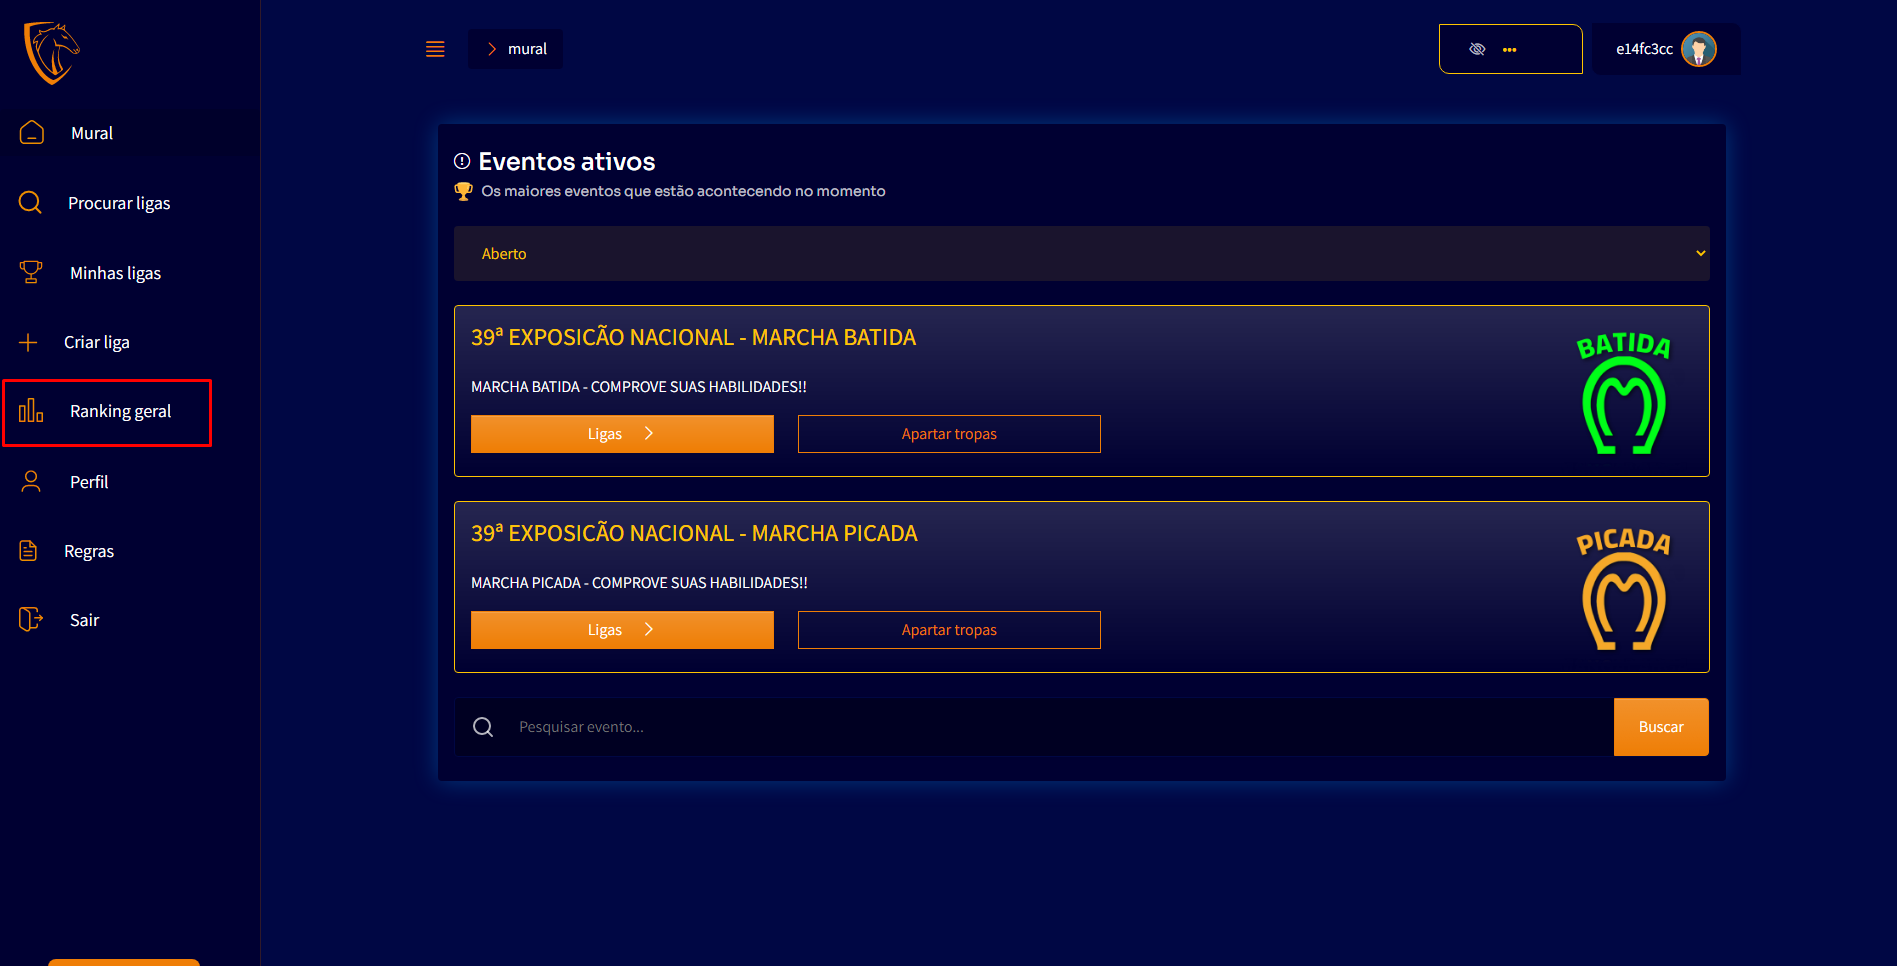 mural
e14fc3cc
Mural
Procurar ligas
Minhas ligas
Criar liga
Ranking geral
Perfil
Regras
Sair
Eventos ativos
Os maiores eventos que estão acontecendo no momento
Aberto
39ª EXPOSICÃO NACIONAL - MARCHA BATIDA
MARCHA BATIDA - COMPROVE SUAS HABILIDADES!!
Ligas
Apartar tropas
BATIDA
39ª EXPOSICÃO NACIONAL - MARCHA PICADA
MARCHA PICADA - COMPROVE SUAS HABILIDADES!!
Ligas
Apartar tropas
PICADA
Pesquisar evento...
Buscar